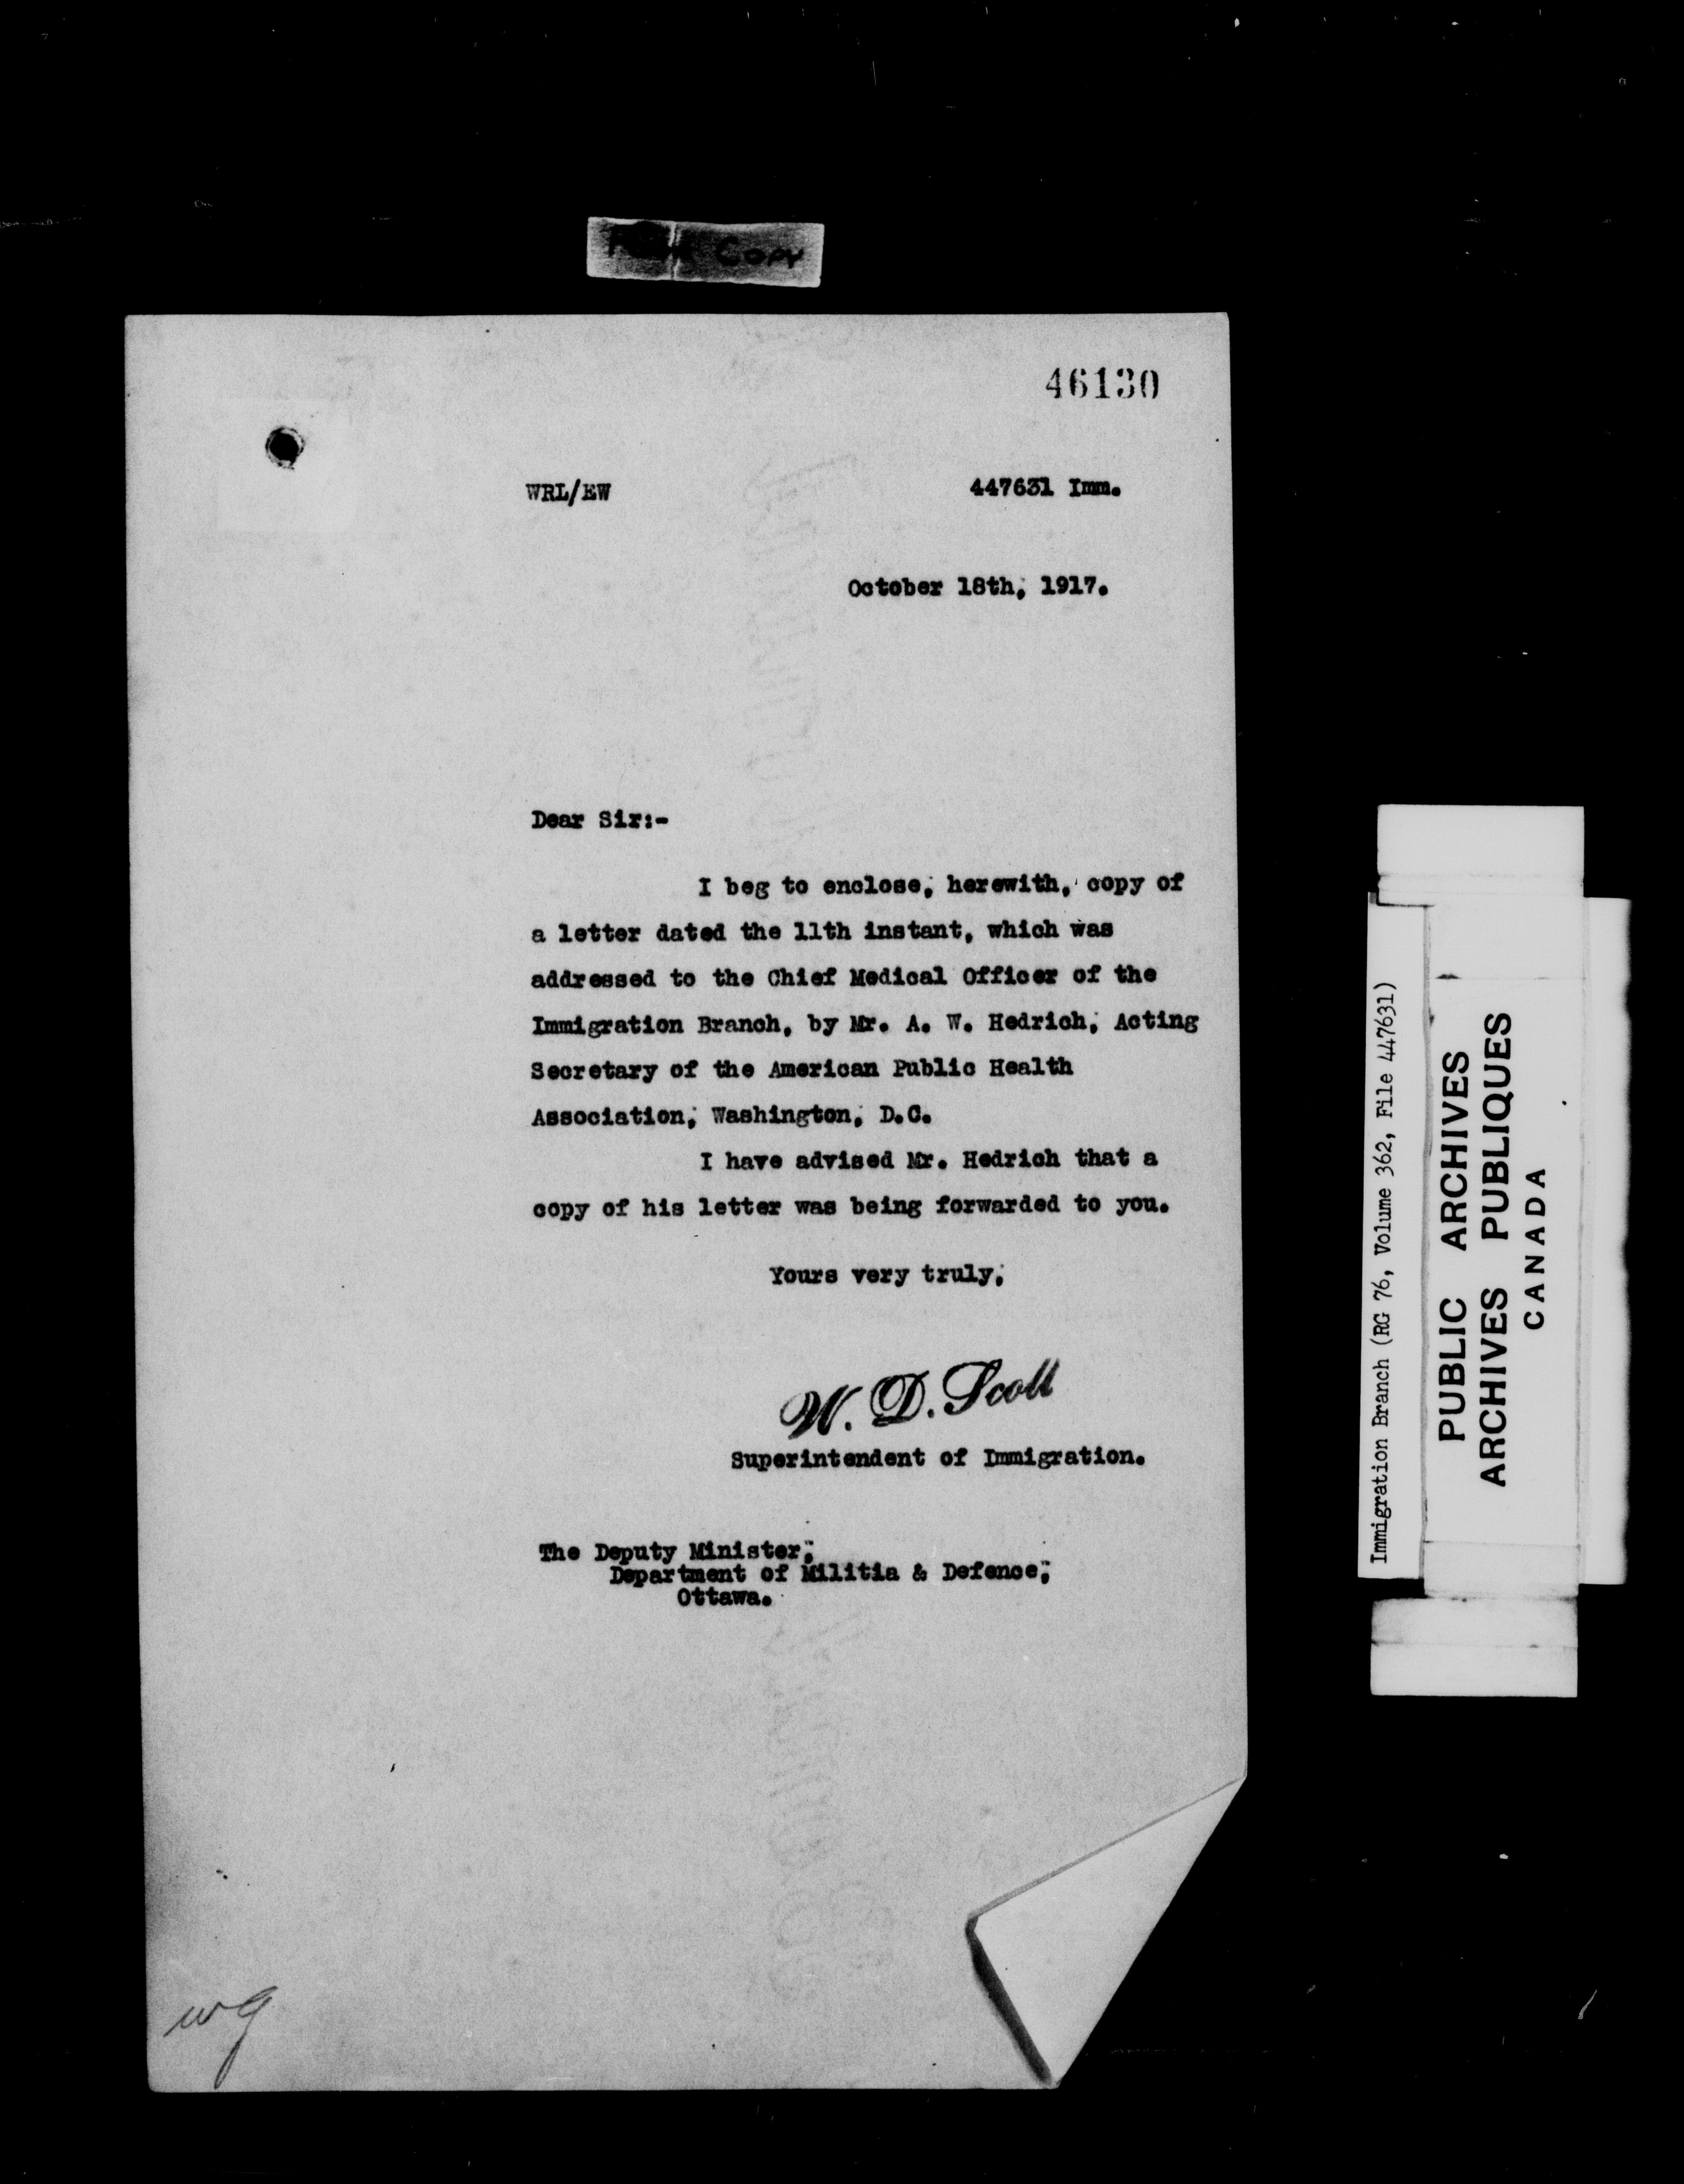 Copy
46130
WRL/EW 447631 Imm.
October 18th, 1917.
Dear Sir:-
I beg to enclose, herewith, copy of
a letter dated the 11th instant, which was
addressed to the Chief Medical Officer of the
Immigration Branch, by Mr. A. W. Hedrich, Acting
Secretary of the American Public Health
Association, Washington, D.C.
I have advised Mr. Hedrich that a
copy of his letter was being forwarded to you.
Yours very truly,
W. D. Scott
Superintendent of Immigration.
The Deputy Minister,
Department of Militia & Defence,
Ottawa.
wg
Immigration Branch (RG 76, Volume 362, File 447631)
PUBLIC ARCHIVES
ARCHIVES PUBLIQUES
CANADA